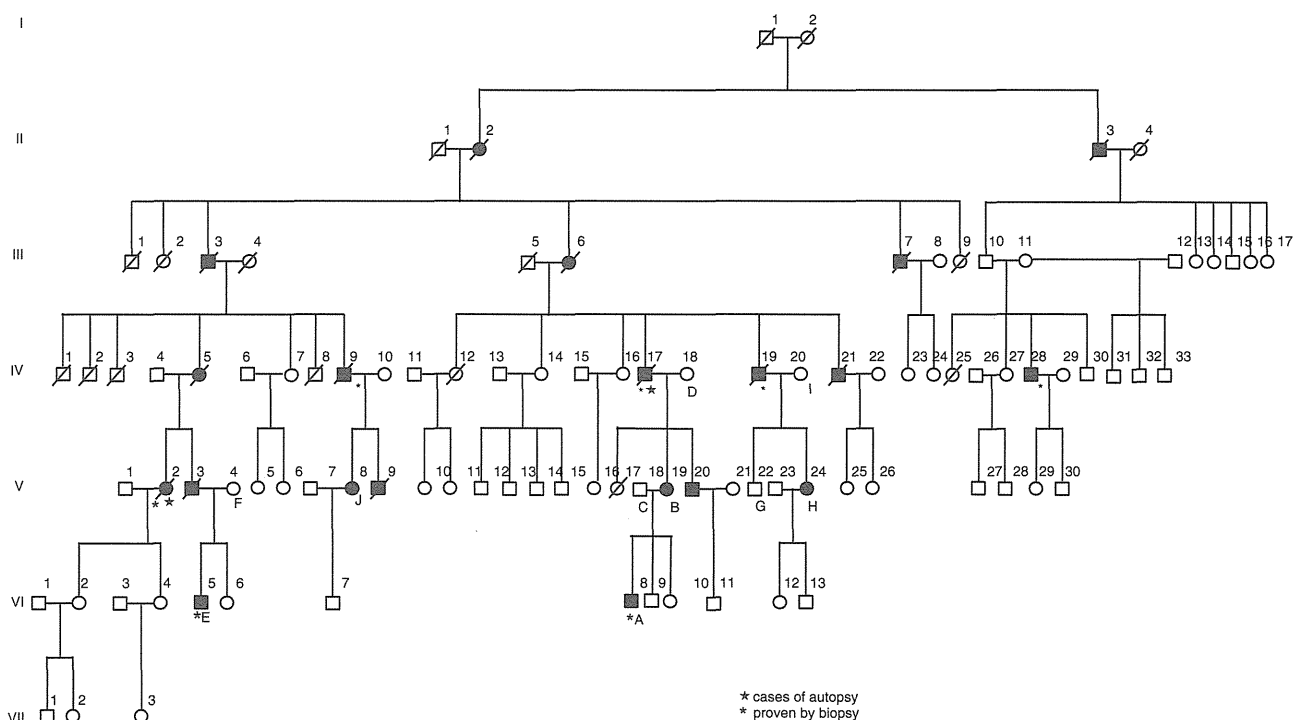 I
1 2
II
1 2 3 4
III
1 2 3 4 5 6 7 8 9 10 11 12 13 14 15 16 17
IV
1 2 3 4 5 6 7 8 9 10 11 12 13 14 15 16 17 18 19 20 21 22 23 24 25 26 27 28 29 30 31 32 33
* * ★ D * I *
V
1 2 3 4 5 6 7 8 9 10 11 12 13 14 15 16 17 18 19 20 21 22 23 24 25 26 27 28 29 30
* ★ F J C B G H
VI
1 2 3 4 5 6 7 8 9 10 11 12 13
*E *A
VII
1 2 3
★ cases of autopsy
* proven by biopsy